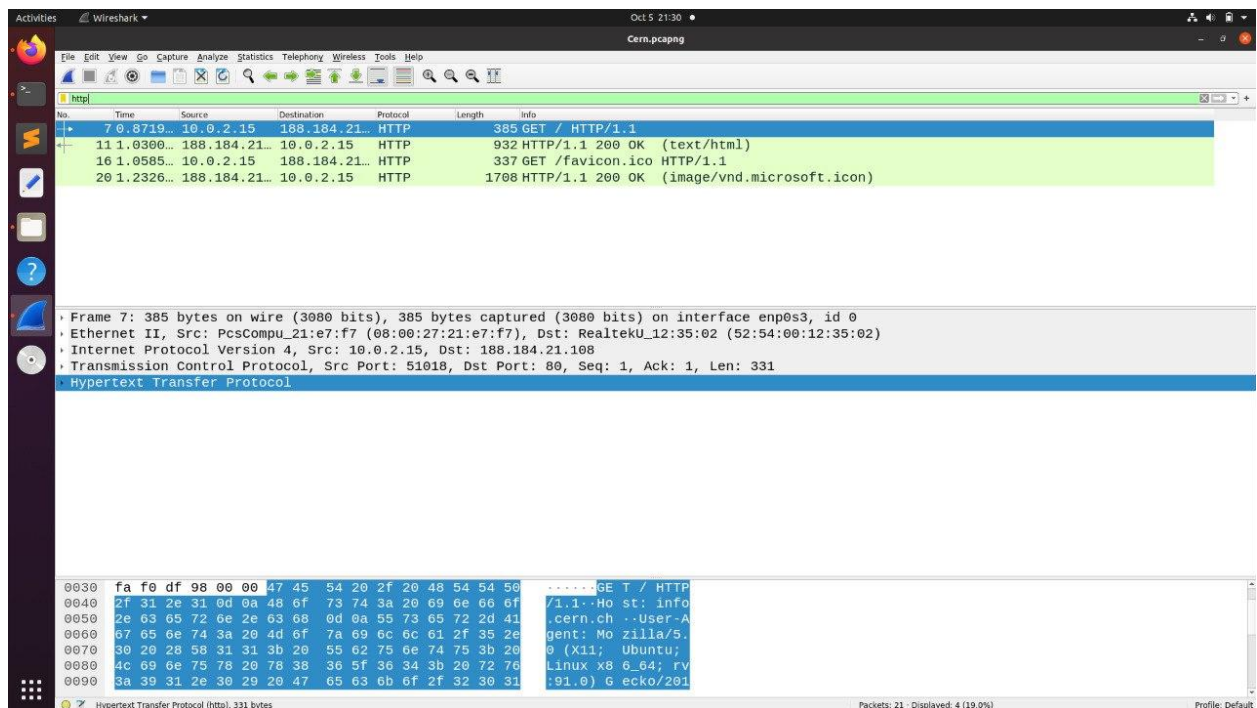 Activities Wireshark Oct 5 21:30
Cern.pcapng
File Edit View Go Capture Analyze Statistics Telephony Wireless Tools Help
http
No. Time Source Destination Protocol Length Info
7 0.8719… 10.0.2.15 188.184.21… HTTP 385 GET / HTTP/1.1
11 1.0300… 188.184.21… 10.0.2.15 HTTP 932 HTTP/1.1 200 OK (text/html)
16 1.0585… 10.0.2.15 188.184.21… HTTP 337 GET /favicon.ico HTTP/1.1
20 1.2326… 188.184.21… 10.0.2.15 HTTP 1708 HTTP/1.1 200 OK (image/vnd.microsoft.icon)
Frame 7: 385 bytes on wire (3080 bits), 385 bytes captured (3080 bits) on interface enp0s3, id 0
Ethernet II, Src: PcsCompu_21:e7:f7 (08:00:27:21:e7:f7), Dst: RealtekU_12:35:02 (52:54:00:12:35:02)
Internet Protocol Version 4, Src: 10.0.2.15, Dst: 188.184.21.108
Transmission Control Protocol, Src Port: 51018, Dst Port: 80, Seq: 1, Ack: 1, Len: 331
Hypertext Transfer Protocol
0030 fa f0 df 98 00 00 47 45 54 20 2f 20 48 54 54 50 ······GE T / HTTP
0040 2f 31 2e 31 0d 0a 48 6f 73 74 3a 20 69 6e 66 6f /1.1··Ho st: info
0050 2e 63 65 72 6e 2e 63 68 0d 0a 55 73 65 72 2d 41 .cern.ch ··User-A
0060 67 65 6e 74 3a 20 4d 6f 7a 69 6c 6c 61 2f 35 2e gent: Mo zilla/5.
0070 30 20 28 58 31 31 3b 20 55 62 75 6e 74 75 3b 20 0 (X11; Ubuntu;
0080 4c 69 6e 75 78 20 78 38 36 5f 36 34 3b 20 72 76 Linux x8 6_64; rv
0090 3a 39 31 2e 30 29 20 47 65 63 6b 6f 2f 32 30 31 :91.0) G ecko/201
Hypertext Transfer Protocol (http), 331 bytes Packets: 21 · Displayed: 4 (19.0%) Profile: Default